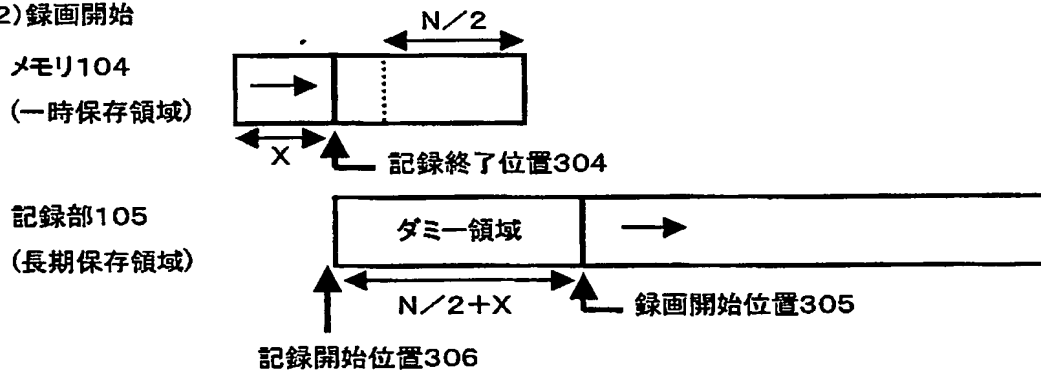 2)録画開始
N/2
メモリ104
(一時保存領域)
X
記録終了位置304
記録部105
(長期保存領域)
ダミー領域
N/2+X
録画開始位置305
記録開始位置306